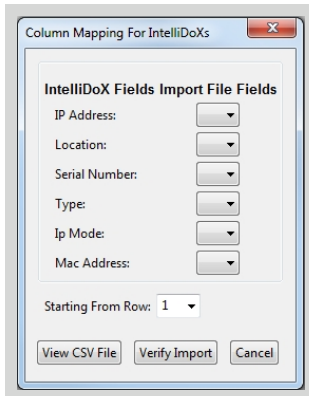 Column Mapping For IntelliDoXs
IntelliDoX Fields Import File Fields
IP Address:
Location:
Serial Number:
Type:
Ip Mode:
Mac Address:
Starting From Row: 1
View CSV File Verify Import Cancel